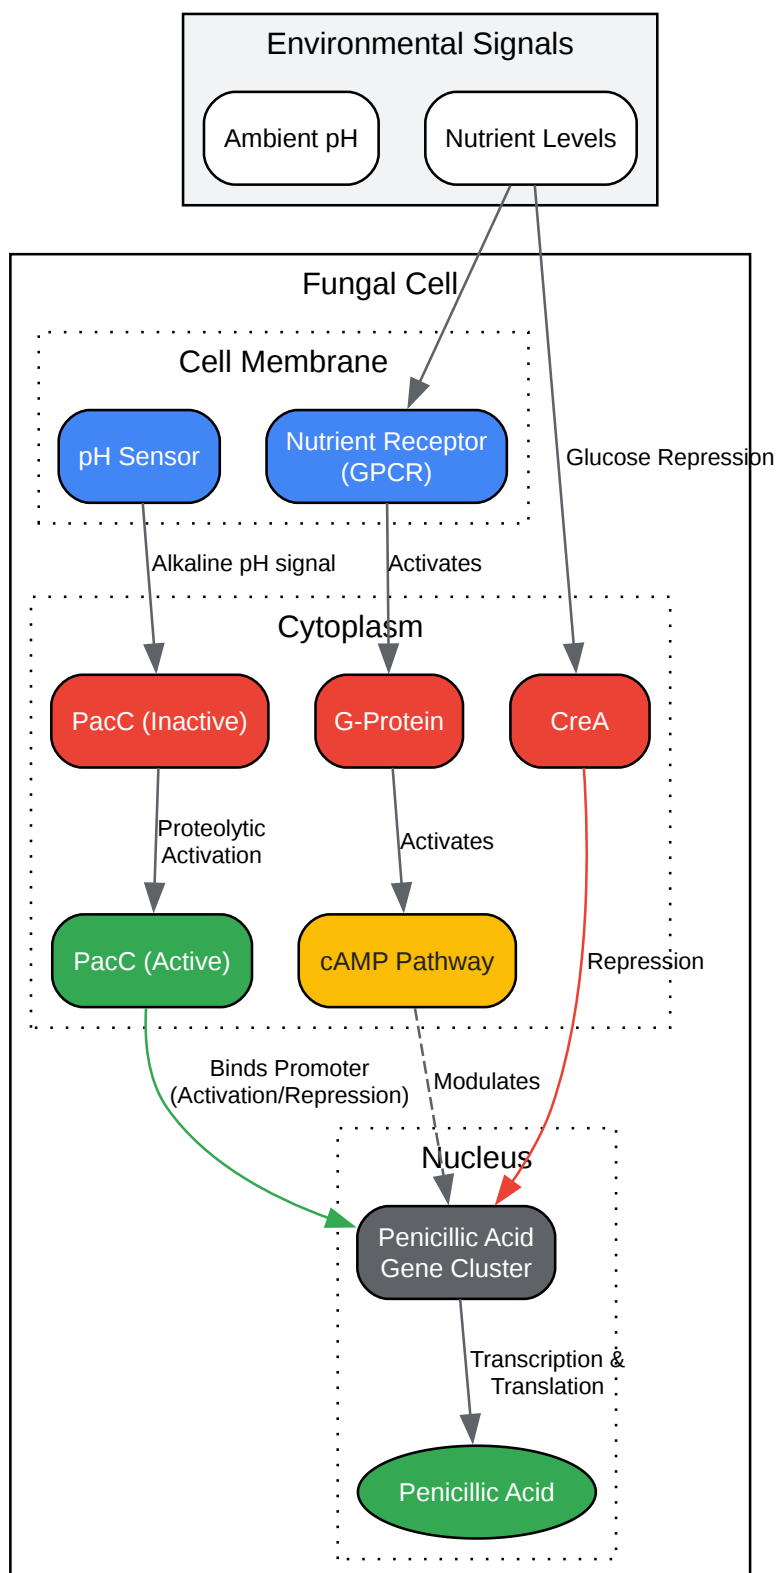 Environmental Signals
Ambient pH
Nutrient Levels
Fungal Cell
Cell Membrane
pH Sensor
Nutrient Receptor
(GPCR)
Glucose Repression
Alkaline pH signal
Activates
Cytoplasm
PacC (Inactive)
G-Protein
CreA
Proteolytic
Activation
Activates
PacC (Active)
cAMP Pathway
Repression
Binds Promoter
(Activation/Repression)
Modulates
Nucleus
Penicillic Acid
Gene Cluster
Transcription &
Translation
Penicillic Acid